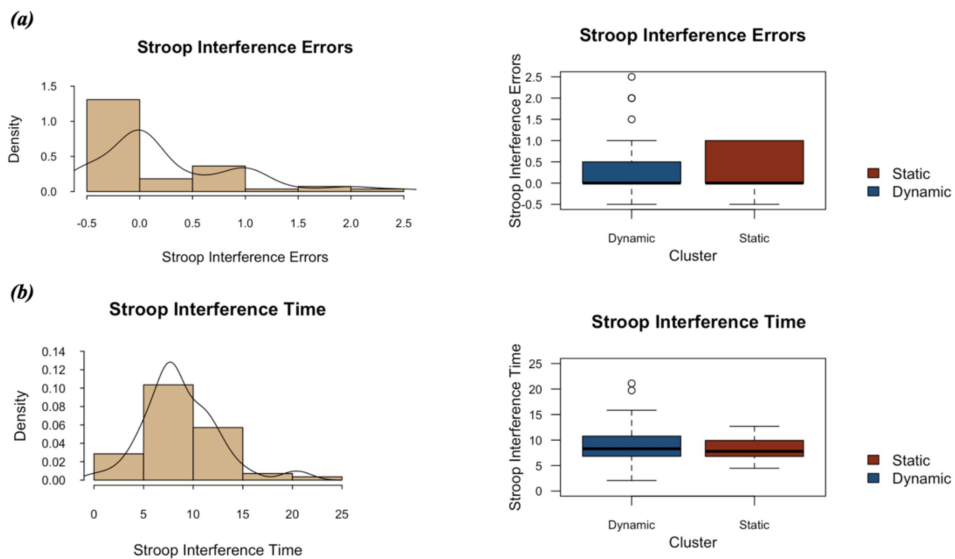 (a)
Stroop Interference Errors
Density
1.5
1.0
0.5
0.0
-0.5 0.0 0.5 1.0 1.5 2.0 2.5
Stroop Interference Errors
Stroop Interference Errors
Stroop Interference Errors
2.5
2.0
1.5
1.0
0.5
0.0
-0.5
Dynamic Static
Cluster
Static
Dynamic
(b)
Stroop Interference Time
Density
0.14
0.12
0.10
0.08
0.06
0.04
0.02
0.00
0 5 10 15 20 25
Stroop Interference Time
Stroop Interference Time
Stroop Interference Time
25
20
15
10
5
0
Dynamic Static
Cluster
Static
Dynamic